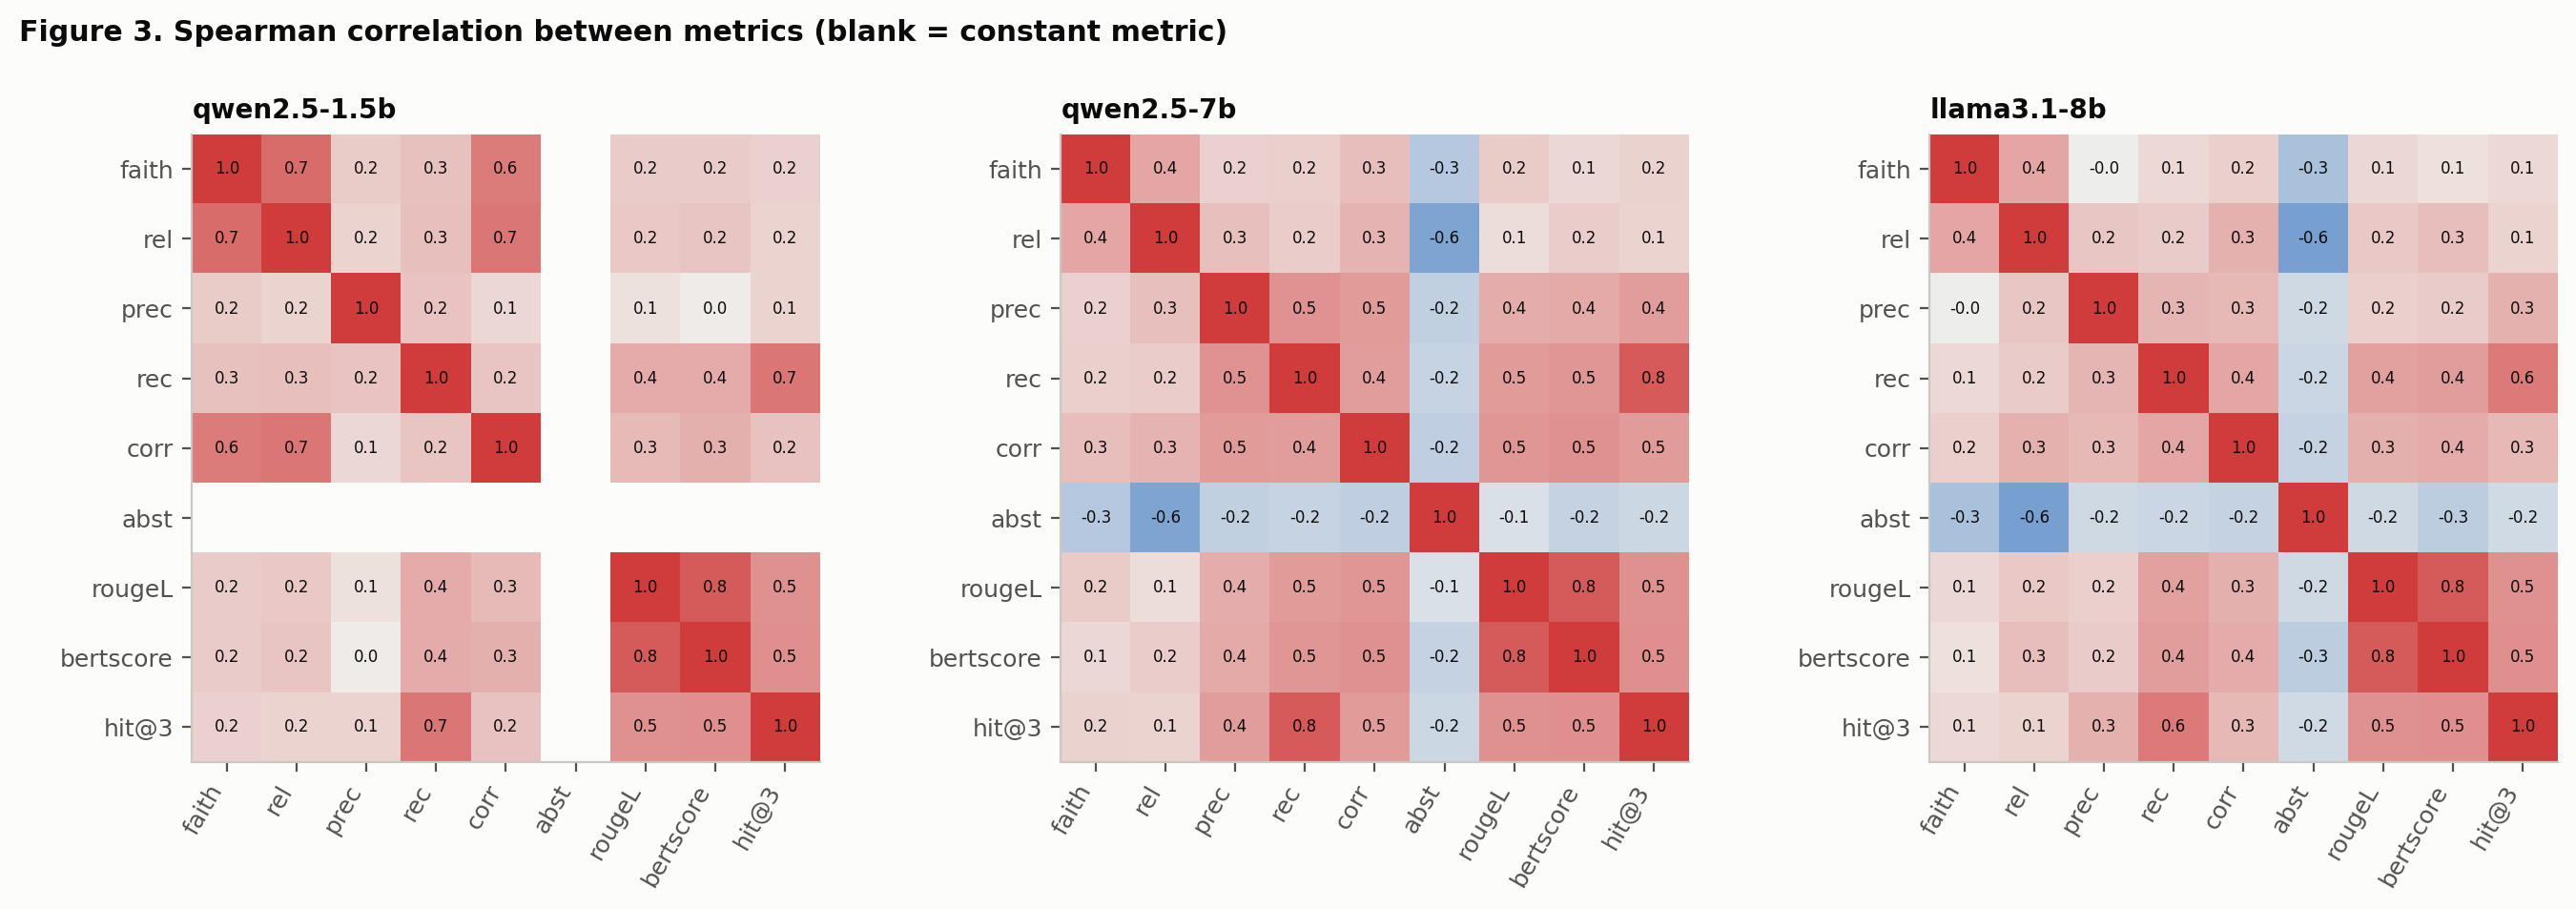 Figure 3. Spearman correlation between metrics (blank = constant metric)
qwen2.5-1.5b
faith 1.0 0.7 0.2 0.3 0.6 0.2 0.2 0.2
rel 0.7 1.0 0.2 0.3 0.7 0.2 0.2 0.2
prec 0.2 0.2 1.0 0.2 0.1 0.1 0.0 0.1
rec 0.3 0.3 0.2 1.0 0.2 0.4 0.4 0.7
corr 0.6 0.7 0.1 0.2 1.0 0.3 0.3 0.2
abst
rougeL 0.2 0.2 0.1 0.4 0.3 1.0 0.8 0.5
bertscore 0.2 0.2 0.0 0.4 0.3 0.8 1.0 0.5
hit@3 0.2 0.2 0.1 0.7 0.2 0.5 0.5 1.0
faith rel prec rec corr abst rougeL bertscore hit@3
qwen2.5-7b
faith 1.0 0.4 0.2 0.2 0.3 -0.3 0.2 0.1 0.2
rel 0.4 1.0 0.3 0.2 0.3 -0.6 0.1 0.2 0.1
prec 0.2 0.3 1.0 0.5 0.5 -0.2 0.4 0.4 0.4
rec 0.2 0.2 0.5 1.0 0.4 -0.2 0.5 0.5 0.8
corr 0.3 0.3 0.5 0.4 1.0 -0.2 0.5 0.5 0.5
abst -0.3 -0.6 -0.2 -0.2 -0.2 1.0 -0.1 -0.2 -0.2
rougeL 0.2 0.1 0.4 0.5 0.5 -0.1 1.0 0.8 0.5
bertscore 0.1 0.2 0.4 0.5 0.5 -0.2 0.8 1.0 0.5
hit@3 0.2 0.1 0.4 0.8 0.5 -0.2 0.5 0.5 1.0
faith rel prec rec corr abst rougeL bertscore hit@3
llama3.1-8b
faith 1.0 0.4 -0.0 0.1 0.2 -0.3 0.1 0.1 0.1
rel 0.4 1.0 0.2 0.2 0.3 -0.6 0.2 0.3 0.1
prec -0.0 0.2 1.0 0.3 0.3 -0.2 0.2 0.2 0.3
rec 0.1 0.2 0.3 1.0 0.4 -0.2 0.4 0.4 0.6
corr 0.2 0.3 0.3 0.4 1.0 -0.2 0.3 0.4 0.3
abst -0.3 -0.6 -0.2 -0.2 -0.2 1.0 -0.2 -0.3 -0.2
rougeL 0.1 0.2 0.2 0.4 0.3 -0.2 1.0 0.8 0.5
bertscore 0.1 0.3 0.2 0.4 0.4 -0.3 0.8 1.0 0.5
hit@3 0.1 0.1 0.3 0.6 0.3 -0.2 0.5 0.5 1.0
faith rel prec rec corr abst rougeL bertscore hit@3